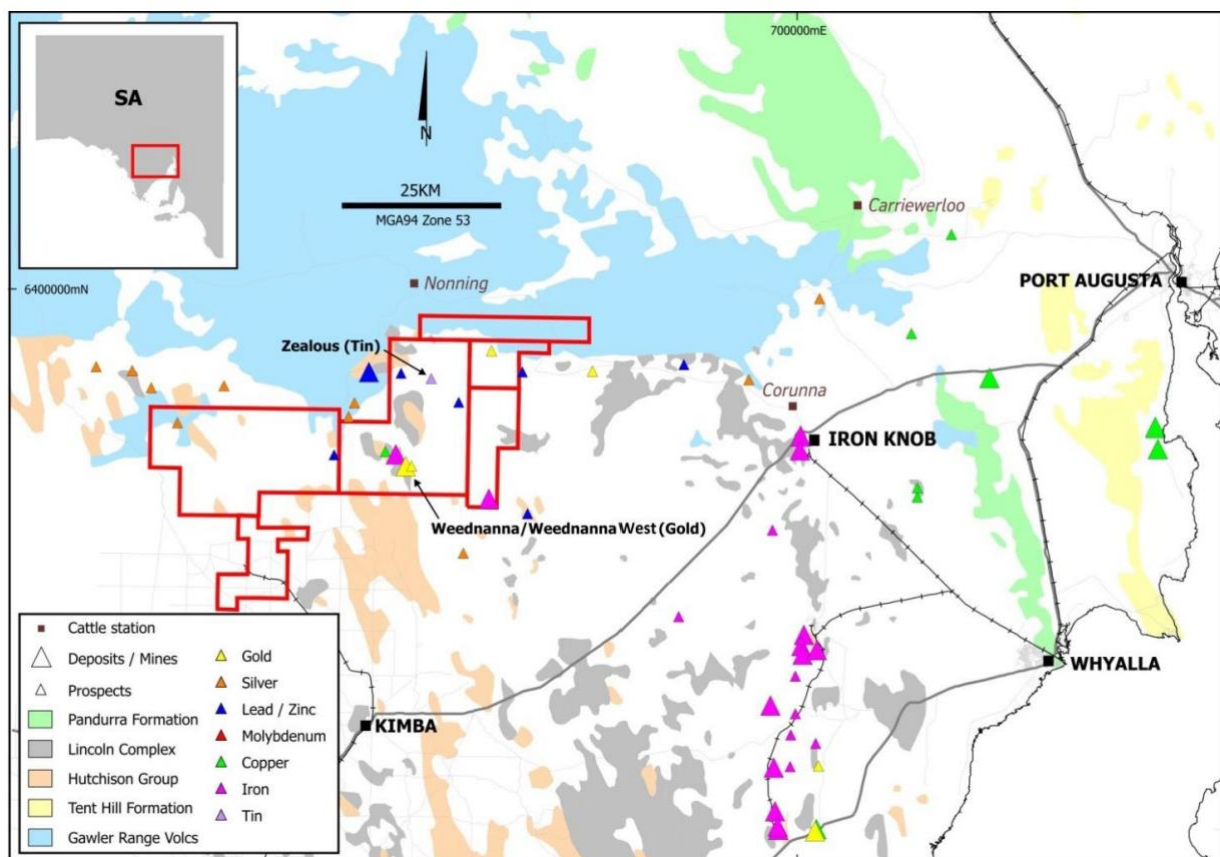 700000mE
SA
N
25KM
MGA94 Zone 53
Carriewerloo
6400000mN
Nonning
PORT AUGUSTA
Zealous (Tin)
Corunna
IRON KNOB
Weednanna/Weednanna West (Gold)
WHYALLA
KIMBA
Cattle station
Deposits / Mines
Prospects
Pandurra Formation
Lincoln Complex
Hutchison Group
Tent Hill Formation
Gawler Range Volcs
Gold
Silver
Lead / Zinc
Molybdenum
Copper
Iron
Tin